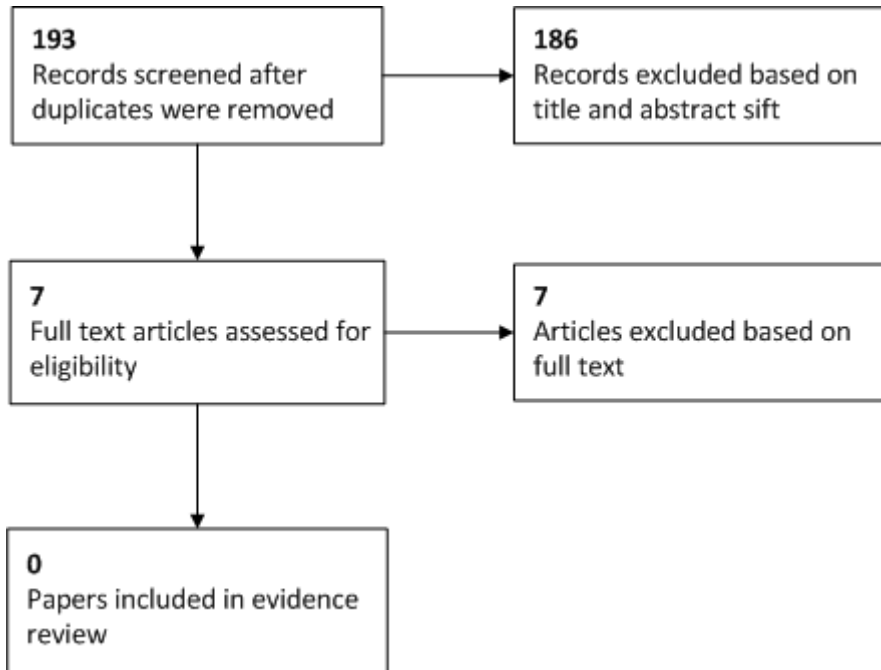 193
Records screened after
duplicates were removed
186
Records excluded based on
title and abstract sift
7
Full text articles assessed for
eligibility
7
Articles excluded based on
full text
0
Papers included in evidence
review